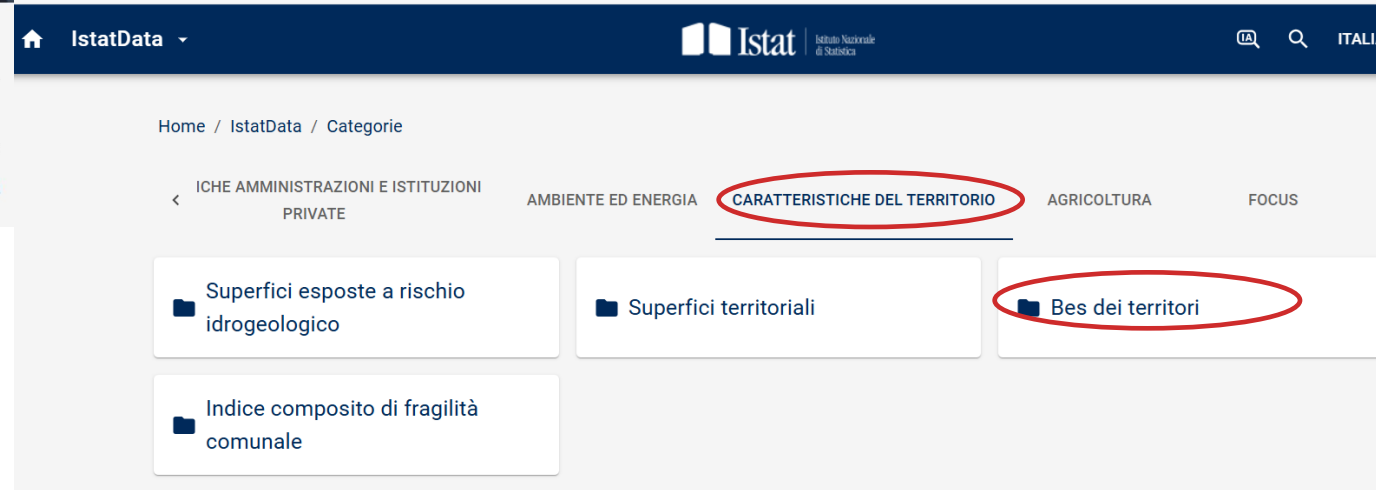 IstatData
Istat
Istituto Nazionale
di Statistica
IA
ITALI
Home / IstatData / Categorie
ICHE AMMINISTRAZIONI E ISTITUZIONI
PRIVATE
AMBIENTE ED ENERGIA
CARATTERISTICHE DEL TERRITORIO
AGRICOLTURA
FOCUS
Superfici esposte a rischio
idrogeologico
Superfici territoriali
Bes dei territori
Indice composito di fragilità
comunale